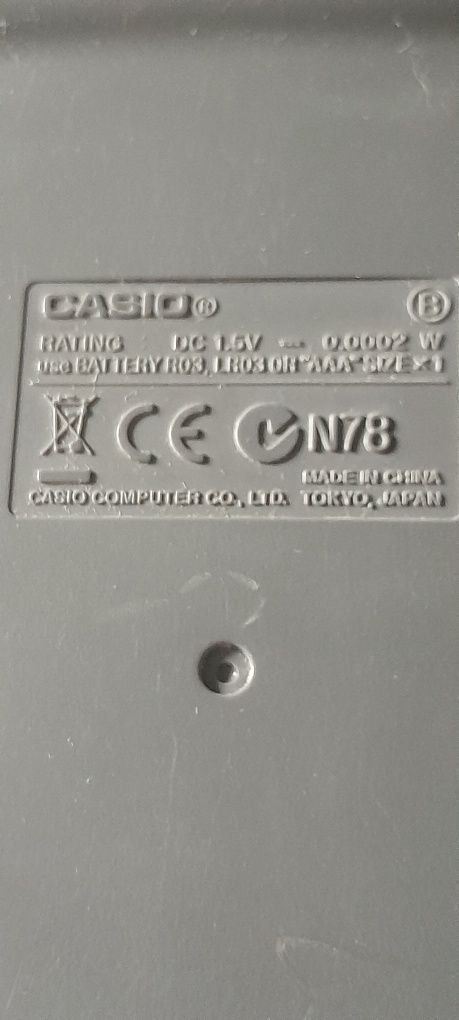 CASIO® B
RATING DC 1.5V 0.0002 W
use BATTERY R03, LR03 OR "AAA" SIZE×1
CE N78
MADE IN CHINA
CASIO COMPUTER CO., LTD. TOKYO, JAPAN